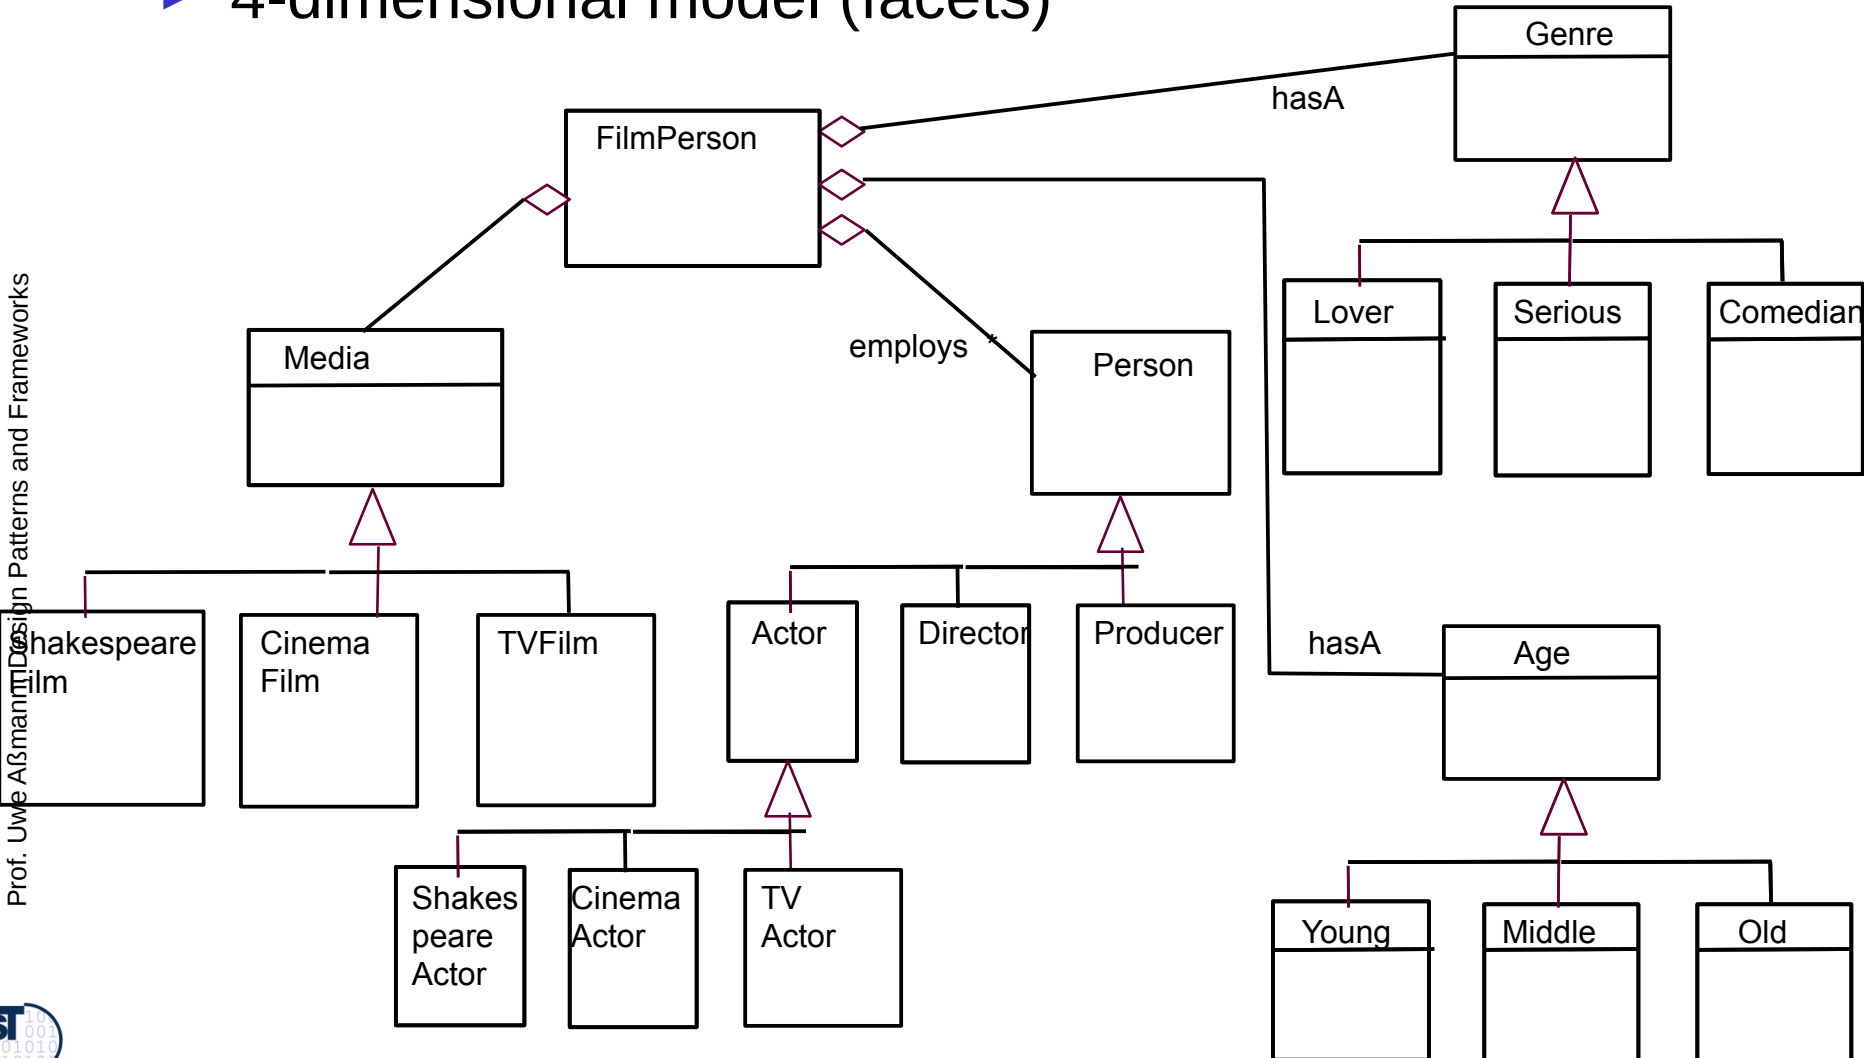 4-dimensional model (facets)
Genre
hasA
FilmPerson
Lover
Serious
Comedian
employs
*
Media
Person
Shakespeare
Film
Cinema
Film
TVFilm
Actor
Director
Producer
hasA
Age
Shakes
peare
Actor
Cinema
Actor
TV
Actor
Young
Middle
Old
Prof. Uwe Aßmann, Design Patterns and Frameworks
ST